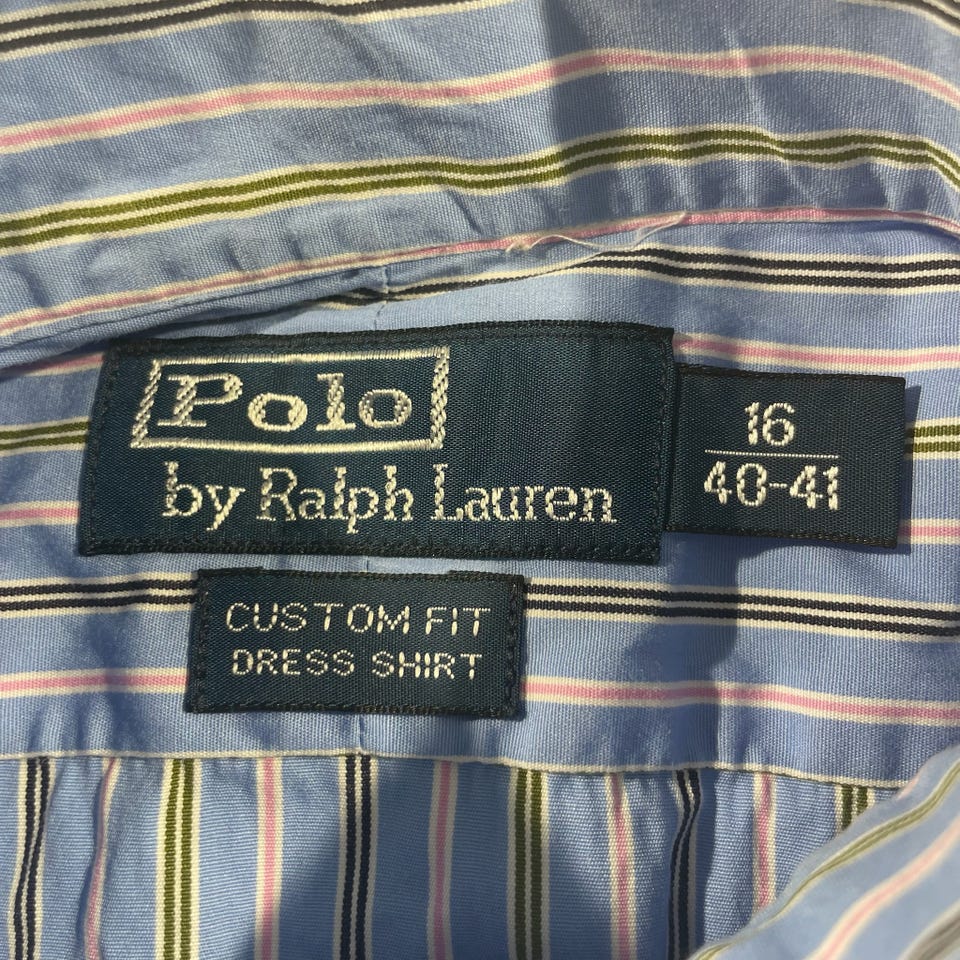 Polo
by Ralph Lauren
16
40-41
CUSTOM FIT
DRESS SHIRT